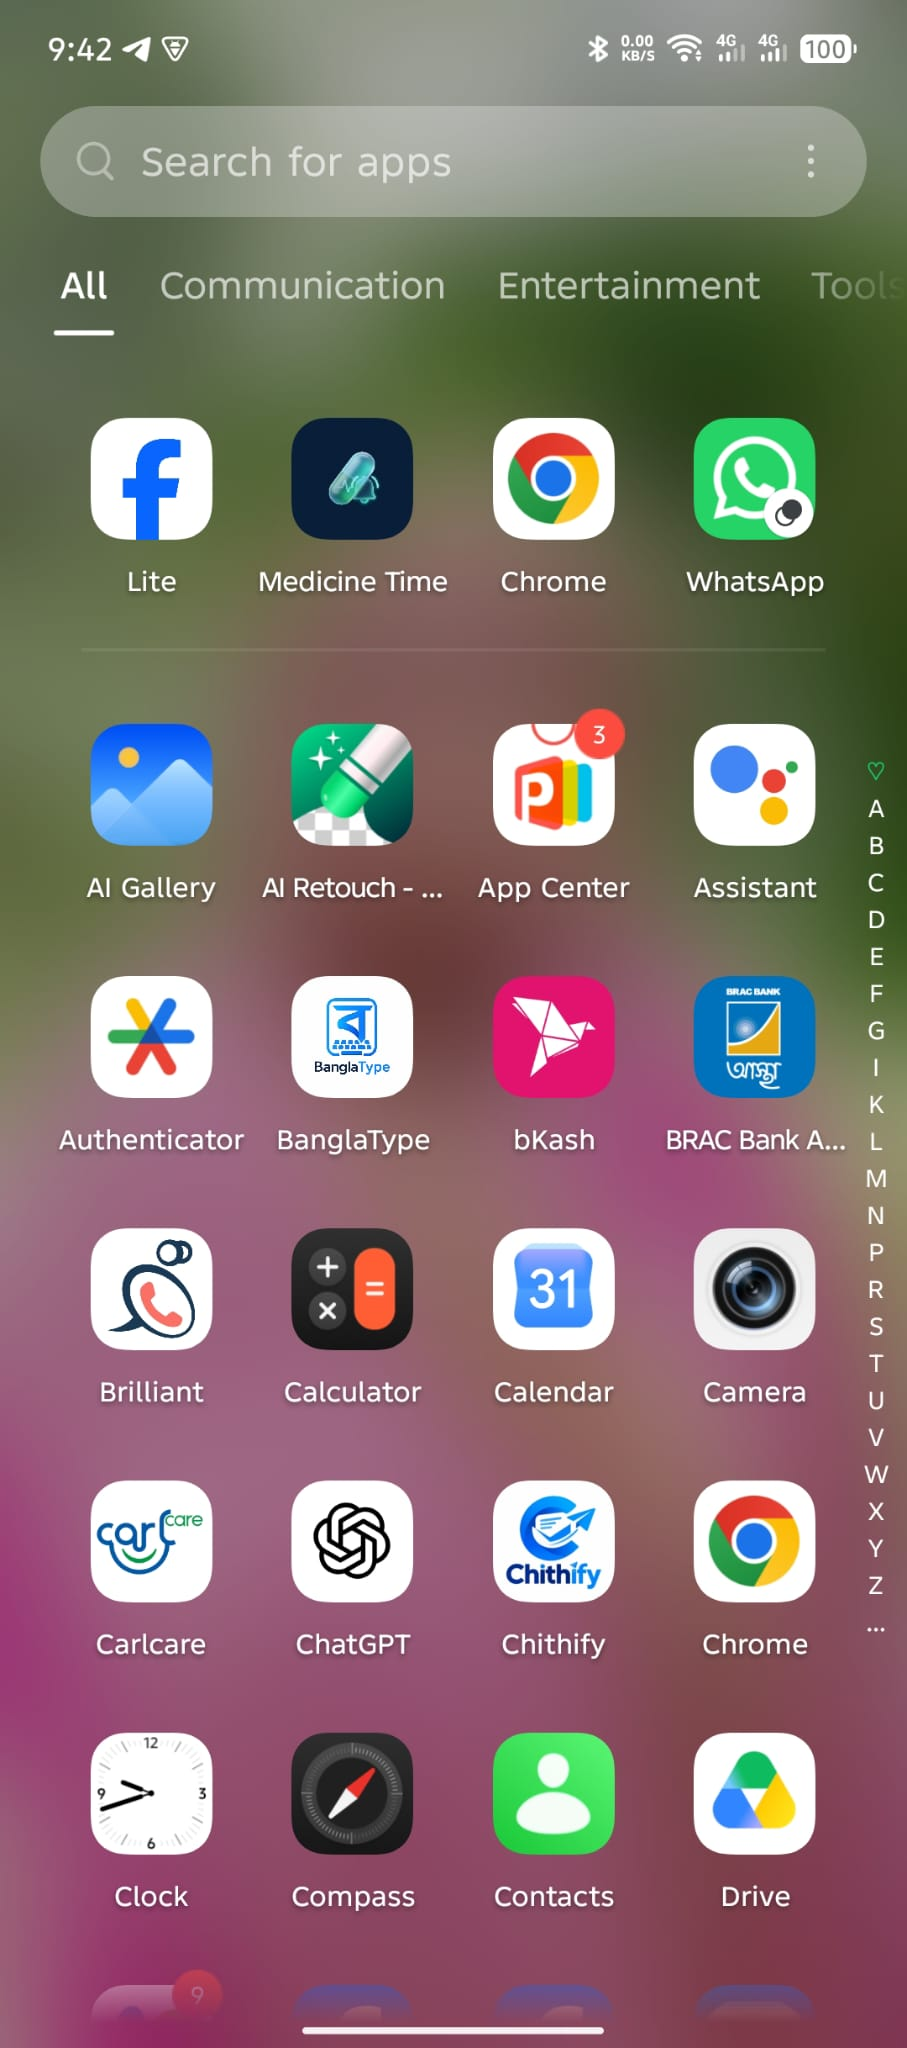 9:42
0.00 KB/S 4G 4G 100
Search for apps
All Communication Entertainment Tools
Lite Medicine Time Chrome WhatsApp
3
P
AI Gallery AI Retouch - ... App Center Assistant
ব
BanglaType
BRAC BANK
আস্থা
Authenticator BanglaType bKash BRAC Bank A...
31
Brilliant Calculator Calendar Camera
carlcare
Chithify
Carlcare ChatGPT Chithify Chrome
12
9 3
6
Clock Compass Contacts Drive
9
A
B
C
D
E
F
G
I
K
L
M
N
P
R
S
T
U
V
W
X
Y
Z
...